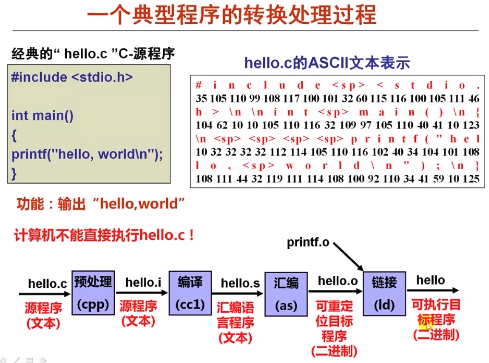 一个典型程序的转换处理过程
经典的“ hello.c ”C-源程序
#include <stdio.h>
int main()
{
printf("hello, world\n");
}
hello.c的ASCII文本表示
# i n c l u d e <sp> < s t d i o .
35 105 110 99 108 117 100 101 32 60 115 116 100 105 111 46
h > \n \n i n t <sp> m a i n ( ) \n {
104 62 10 10 105 110 116 32 109 97 105 110 40 41 10 123
\n <sp> <sp> <sp> <sp> p r i n t f ( " h e l
10 32 32 32 32 112 114 105 110 116 102 40 34 104 101 108
l o , <sp> w o r l d \ n " ) ; \n }
108 111 44 32 119 111 114 108 100 92 110 34 41 59 10 125
功能：输出“hello,world”
计算机不能直接执行hello.c！
printf.o
hello.c
源程序
(文本)
预处理
(cpp)
hello.i
源程序
(文本)
编译
(cc1)
hello.s
汇编语
言程序
(文本)
汇编
(as)
hello.o
可重定
位目标
程序
(二进制)
链接
(ld)
hello
可执行目
标程序
(二进制)